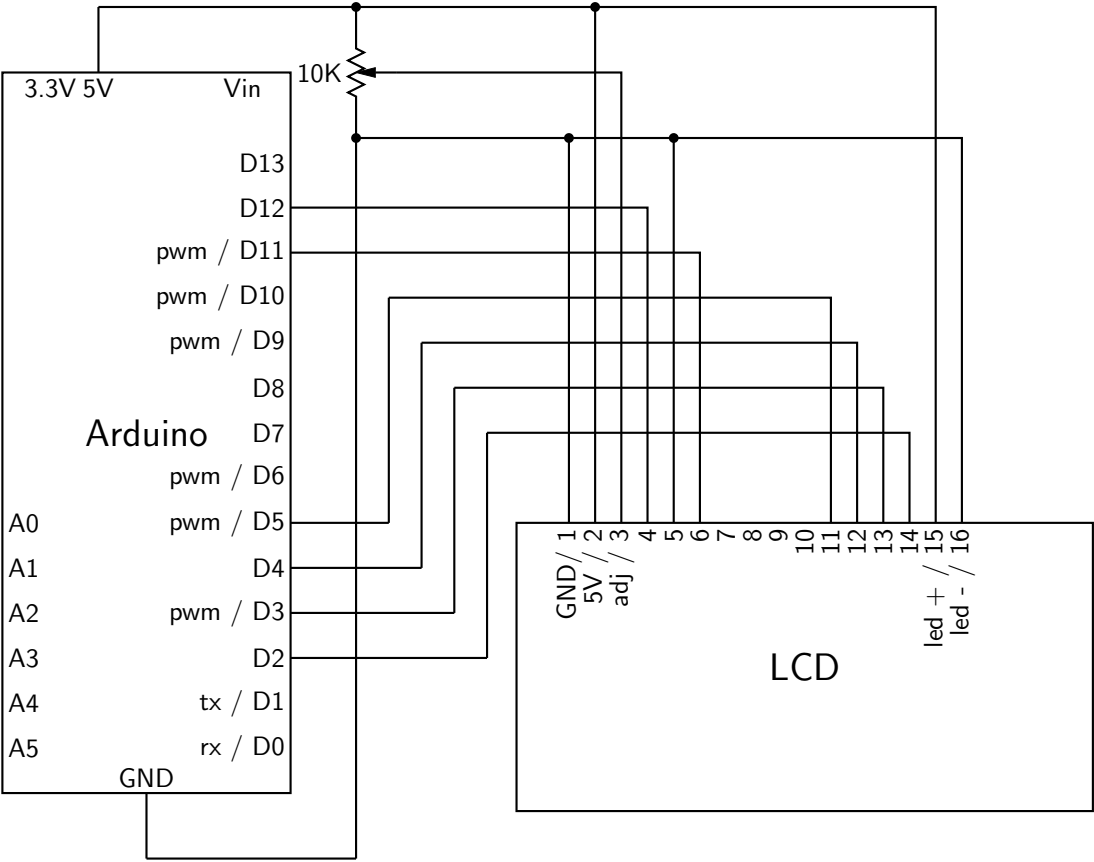 3.3V 5V Vin
10K
D13
D12
pwm / D11
pwm / D10
pwm / D9
D8
Arduino
D7
pwm / D6
A0
pwm / D5
A1
D4
A2
pwm / D3
A3
D2
A4
tx / D1
A5
rx / D0
GND
GND/ 1
5V / 2
adj / 3
4
5
6
7
8
9
10
11
12
13
14
led + / 15
led - / 16
LCD